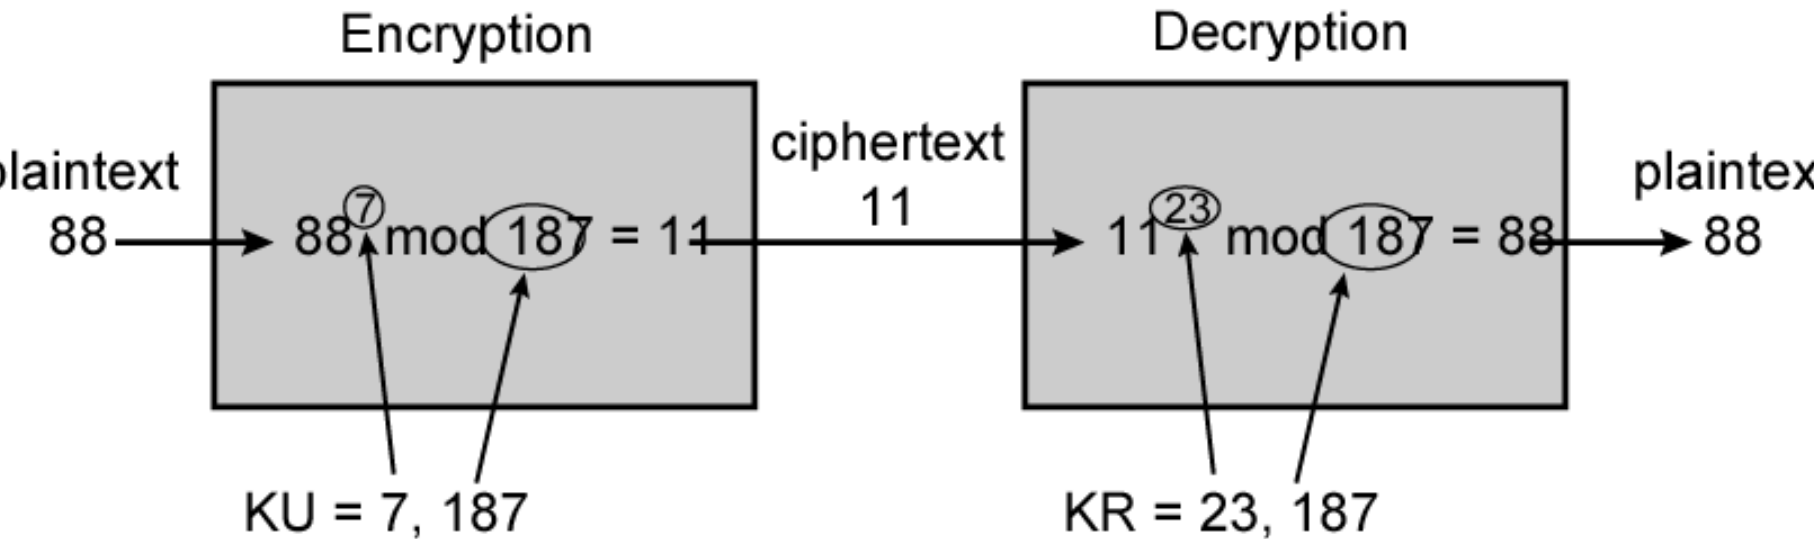 Encryption
Decryption
plaintext
88
88^7 mod 187 = 11
ciphertext
11
11^23 mod 187 = 88
plaintex
88
KU = 7, 187
KR = 23, 187